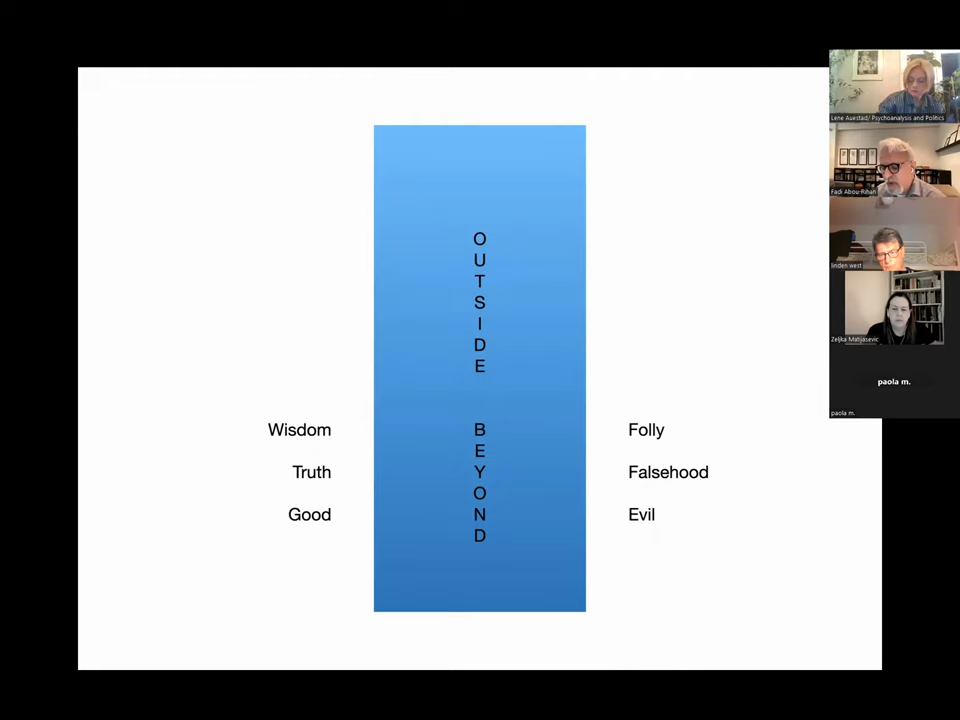 OUTSIDE
BEYOND
Wisdom
Folly
Truth
Falsehood
Good
Evil
Lene Auestad/ Psychoanalysis and Politics
Fadi Abou-Rihan
linden west
Zeljka Matijasevic
paola m.
paola m.